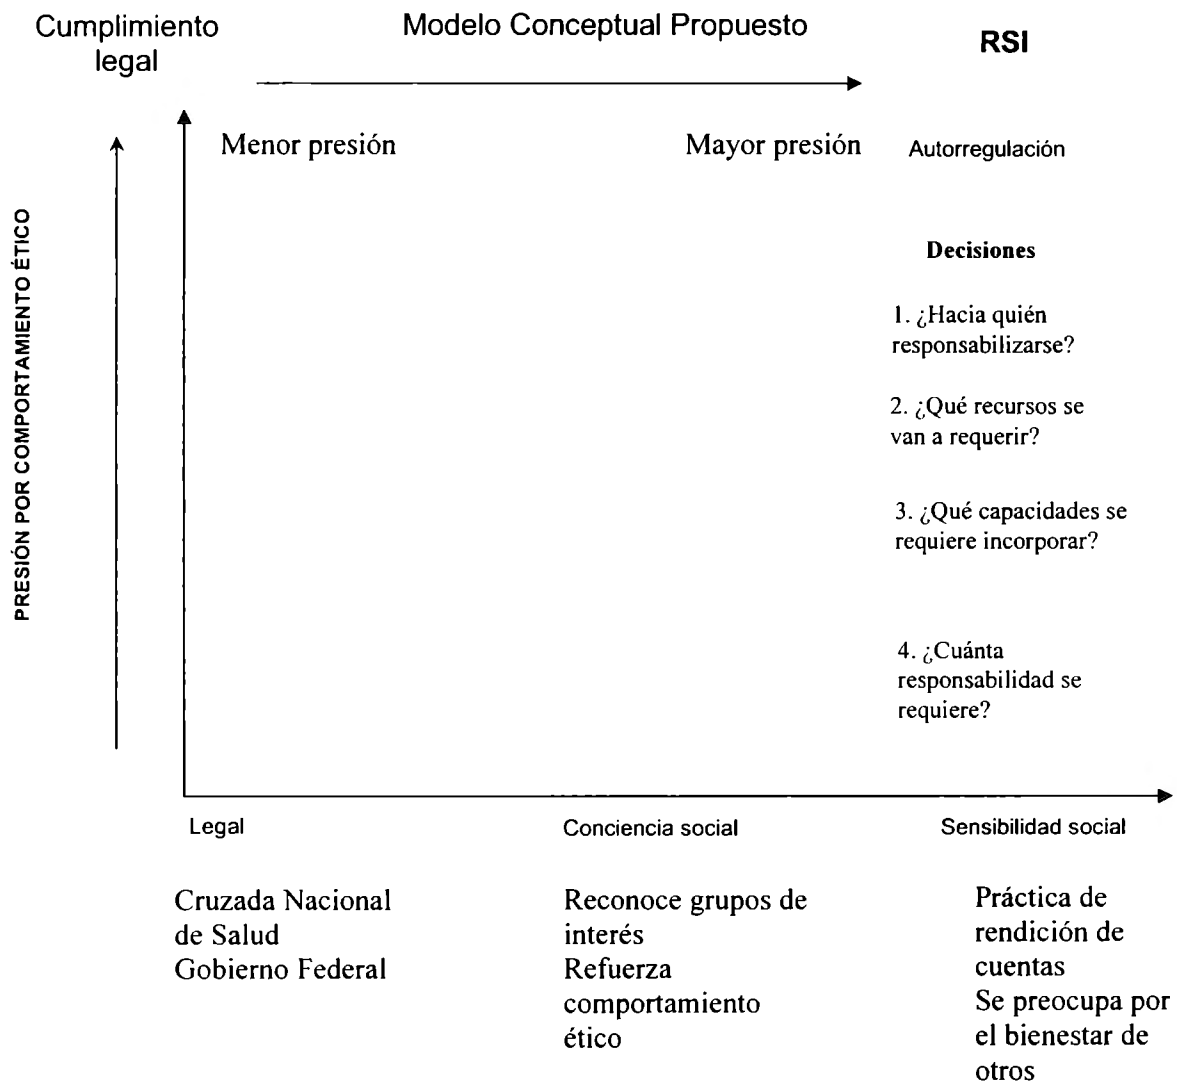 Cumplimiento
legal
Modelo Conceptual Propuesto
RSI
Menor presión
Mayor presión
Autorregulación
PRESIÓN POR COMPORTAMIENTO ÉTICO
Decisiones
1. ¿Hacia quién
responsabilizarse?
2. ¿Qué recursos se
van a requerir?
3. ¿Qué capacidades se
requiere incorporar?
4. ¿Cuánta
responsabilidad se
requiere?
Legal
Conciencia social
Sensibilidad social
Cruzada Nacional
de Salud
Gobierno Federal
Reconoce grupos de
interés
Refuerza
comportamiento
ético
Práctica de
rendición de
cuentas
Se preocupa por
el bienestar de
otros